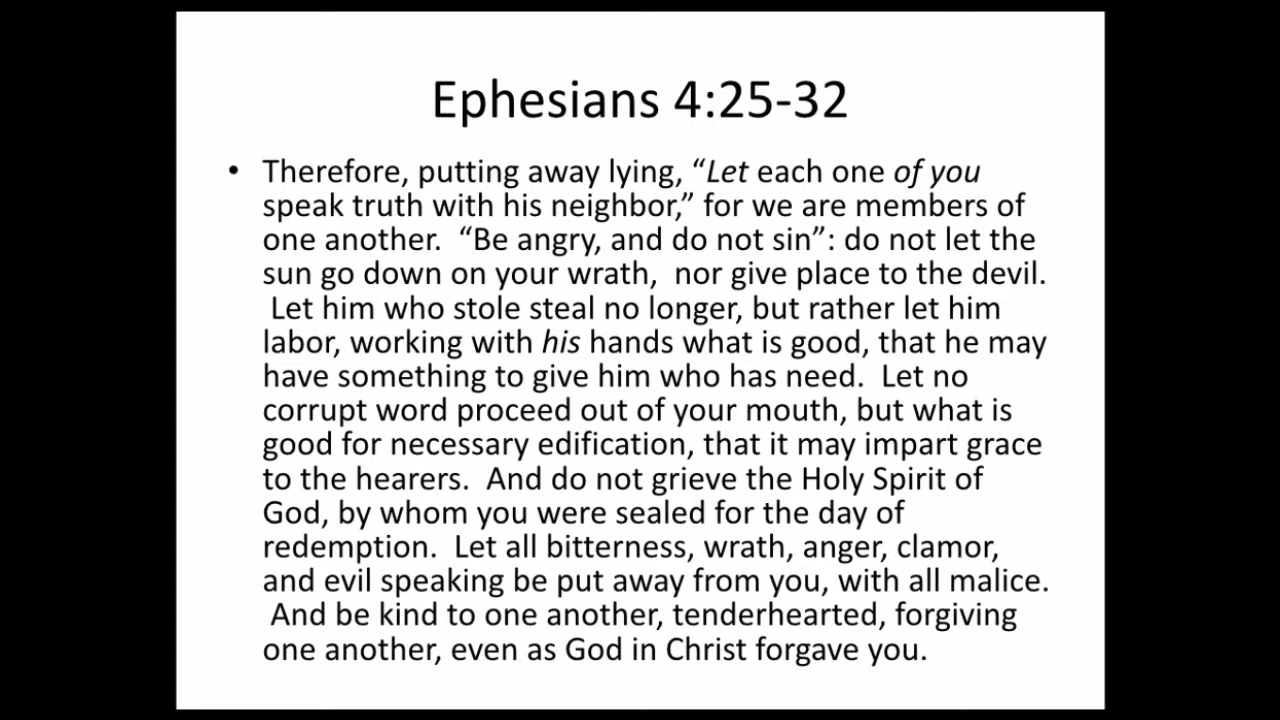 Ephesians 4:25-32
• Therefore, putting away lying, “Let each one of you
speak truth with his neighbor,” for we are members of
one another.  “Be angry, and do not sin”: do not let the
sun go down on your wrath,  nor give place to the devil.
Let him who stole steal no longer, but rather let him
labor, working with his hands what is good, that he may
have something to give him who has need.  Let no
corrupt word proceed out of your mouth, but what is
good for necessary edification, that it may impart grace
to the hearers.  And do not grieve the Holy Spirit of
God, by whom you were sealed for the day of
redemption.  Let all bitterness, wrath, anger, clamor,
and evil speaking be put away from you, with all malice.
And be kind to one another, tenderhearted, forgiving
one another, even as God in Christ forgave you.